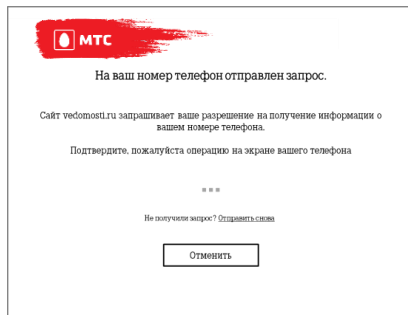 МТС
На ваш номер телефон отправлен запрос.
Сайт vedomosti.ru запрашивает ваше разрешение на получение информации о
вашем номере телефона.
Подтвердите, пожалуйста операцию на экране вашего телефона
Не получили запрос? Отправить снова
Отменить